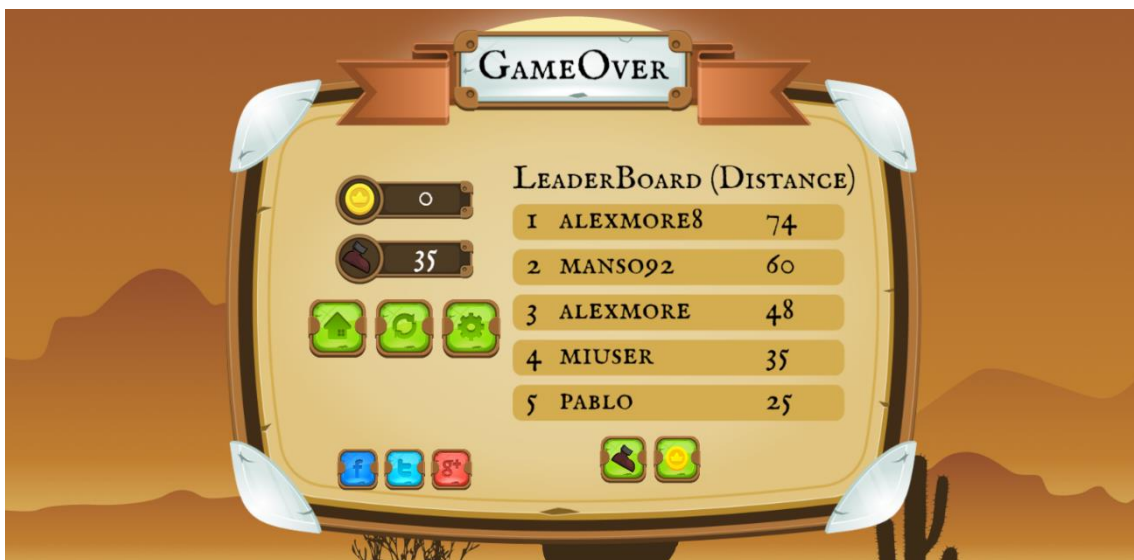 GameOver
0
35
LeaderBoard (Distance)
1 ALEXMORE8 74
2 MANSO92 60
3 ALEXMORE 48
4 MIUSER 35
5 PABLO 25
f t g+